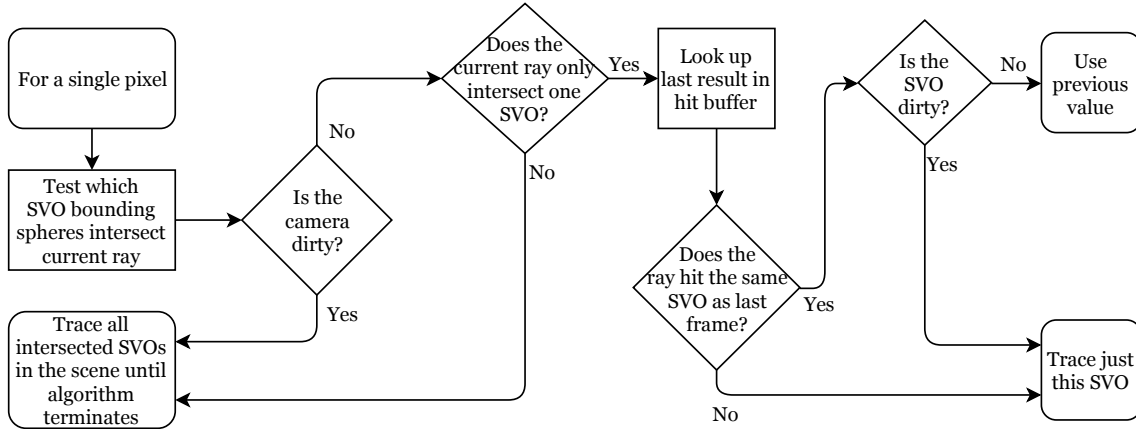 For a single pixel
Test which
SVO bounding
spheres intersect
current ray
Is the
camera
dirty?
No
Yes
Trace all
intersected SVOs
in the scene until
algorithm
terminates
Does the
current ray only
intersect one
SVO?
Yes
No
Look up
last result in
hit buffer
Does the
ray hit the same
SVO as last
frame?
Yes
No
Is the
SVO
dirty?
No
Yes
Use
previous
value
Trace just
this SVO